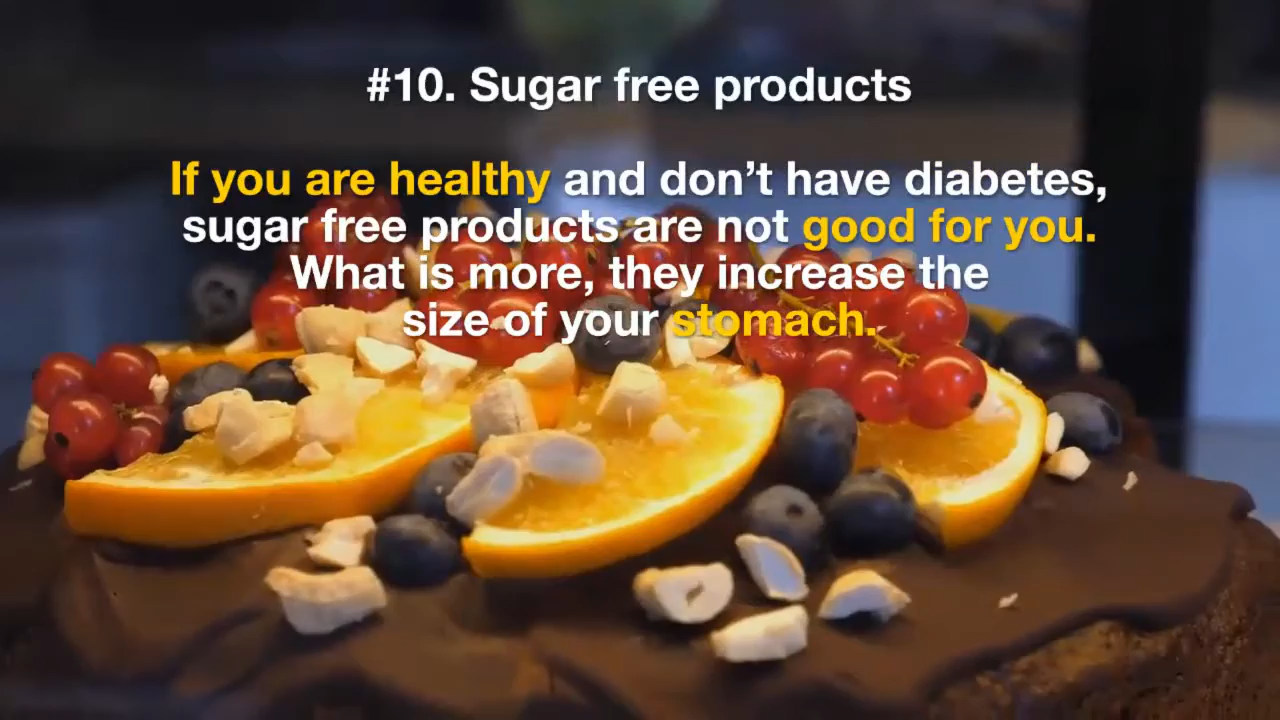 #10. Sugar free products
If you are healthy and don’t have diabetes,
sugar free products are not good for you.
What is more, they increase the
size of your stomach.